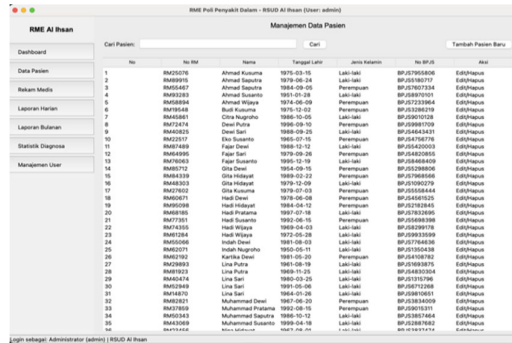 RME Poli Penyakit Dalam - RSUD Al Ihsan (User: admin)
RME Al Ihsan
Manajemen Data Pasien
Dashboard
Data Pasien
Rekam Medis
Laporan Harian
Laporan Bulanan
Statistik Diagnosa
Manajemen User
Cari Pasien: Cari Tambah Pasien Baru
No No RM Nama Tanggal Lahir Jenis Kelamin No BPJS Aksi
1 RM25076 Ahmad Kusuma 1975-03-15 Laki-laki BPJS7955806 Edit|Hapus
2 RM89915 Ahmad Saputra 1979-06-24 Laki-laki BPJS5180717 Edit|Hapus
3 RM55467 Ahmad Saputra 1984-09-05 Perempuan BPJS7607334 Edit|Hapus
4 RM93283 Ahmad Susanto 1951-01-28 Laki-laki BPJS8970101 Edit|Hapus
5 RM58894 Ahmad Wijaya 1974-06-09 Perempuan BPJS7233964 Edit|Hapus
6 RM19548 Budi Kusuma 1975-12-02 Perempuan BPJS3286219 Edit|Hapus
7 RM45861 Citra Nugroho 1986-10-05 Laki-laki BPJS9010128 Edit|Hapus
8 RM72474 Dewi Putra 1996-09-10 Perempuan BPJS9981709 Edit|Hapus
9 RM40825 Dewi Sari 1988-09-25 Perempuan BPJS4643431 Edit|Hapus
10 RM22517 Eko Susanto 1965-07-15 Perempuan BPJS4758776 Edit|Hapus
11 RM87489 Fajar Dewi 1988-12-12 Perempuan BPJS5420003 Edit|Hapus
12 RM64995 Fajar Sari 1979-09-26 Perempuan BPJS4820855 Edit|Hapus
13 RM76063 Fajar Susanto 1995-12-19 Laki-laki BPJS8468409 Edit|Hapus
14 RM85712 Gita Dewi 1954-09-15 Perempuan BPJS5298806 Edit|Hapus
15 RM84339 Gita Hidayat 1989-02-22 Perempuan BPJS7968566 Edit|Hapus
16 RM48303 Gita Hidayat 1979-12-09 Laki-laki BPJS1090279 Edit|Hapus
17 RM27602 Gita Kusuma 1979-07-03 Perempuan BPJS5558444 Edit|Hapus
18 RM60671 Hadi Dewi 1978-06-08 Perempuan BPJS4561525 Edit|Hapus
19 RM95098 Hadi Hidayat 1984-04-12 Perempuan BPJS2182845 Edit|Hapus
20 RM68185 Hadi Pratama 1997-07-16 Laki-laki BPJS7832695 Edit|Hapus
21 RM77351 Hadi Susanto 1992-06-15 Perempuan BPJS5698398 Edit|Hapus
22 RM74355 Hadi Wijaya 1969-04-03 Laki-laki BPJS8299178 Edit|Hapus
23 RM61284 Hadi Wijaya 1972-05-28 Laki-laki BPJS9933599 Edit|Hapus
24 RM55066 Indah Dewi 1981-08-03 Laki-laki BPJS7764636 Edit|Hapus
25 RM62071 Indah Nugroho 1950-05-11 Laki-laki BPJS1350438 Edit|Hapus
26 RM62192 Kartika Dewi 1981-05-20 Laki-laki BPJS4108782 Edit|Hapus
27 RM29893 Lina Putra 1961-08-19 Laki-laki BPJS1693875 Edit|Hapus
28 RM81923 Lina Putra 1969-11-25 Laki-laki BPJS4830304 Edit|Hapus
29 RM40474 Lina Sari 1980-03-25 Laki-laki BPJS1315796 Edit|Hapus
30 RM52949 Lina Sari 1991-05-06 Laki-laki BPJS6712268 Edit|Hapus
31 RM14870 Lina Sari 1964-01-26 Laki-laki BPJS9810651 Edit|Hapus
32 RM82821 Muhammad Dewi 1967-06-20 Perempuan BPJS3834009 Edit|Hapus
33 RM37859 Muhammad Pratama 1992-08-15 Perempuan BPJS9015311 Edit|Hapus
34 RM50343 Muhammad Saputra 1986-10-12 Laki-laki BPJS3857464 Edit|Hapus
35 RM43069 Muhammad Susanto 1999-04-18 Laki-laki BPJS2887682 Edit|Hapus
Login sebagai: Administrator (admin) | RSUD Al Ihsan